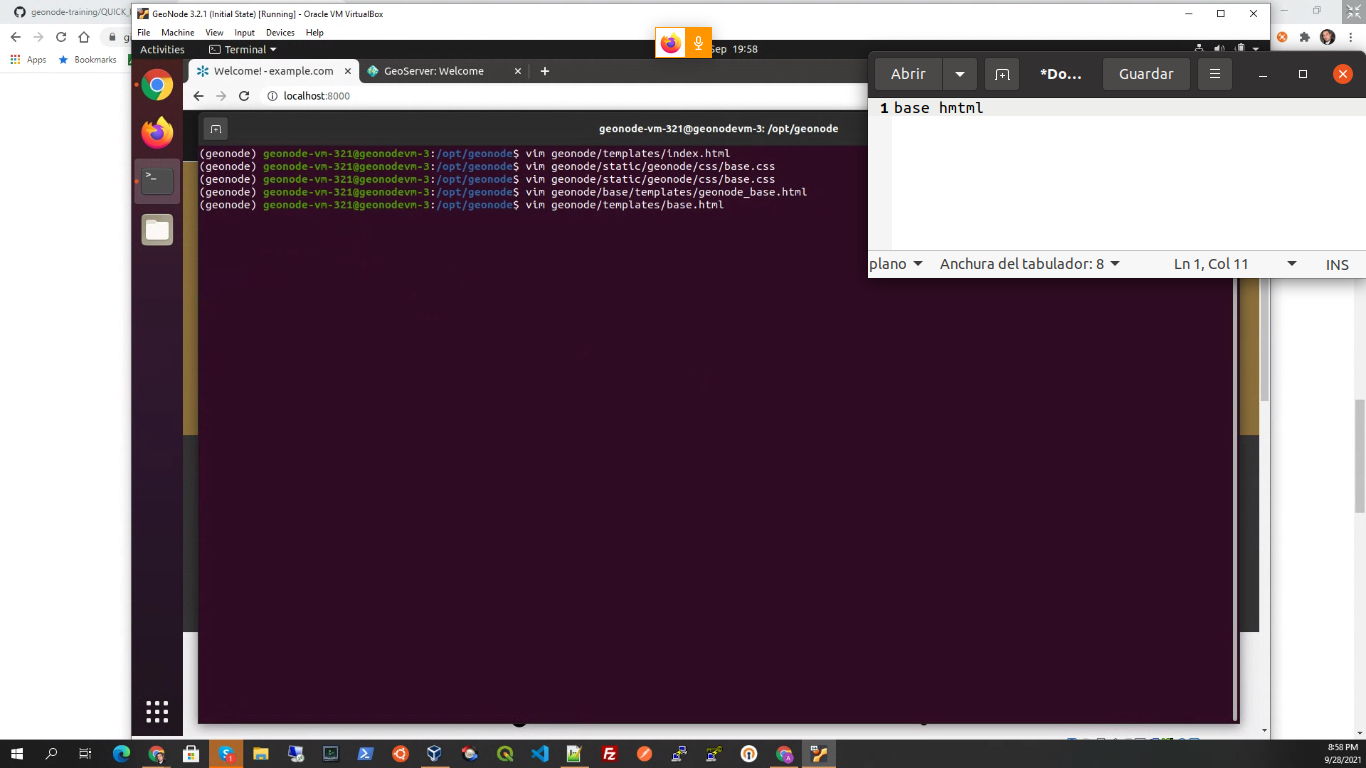 geonode-training/QUICK_
GeoNode 3.2.1 (Initial State) [Running] - Oracle VM VirtualBox
File Machine View Input Devices Help
Activities Terminal Sep 19:58
Apps Bookmarks
Welcome! - example.com GeoServer: Welcome
localhost:8000
Abrir *Do... Guardar
1 base hmtml
plano Anchura del tabulador: 8 Ln 1, Col 11 INS
geonode-vm-321@geonodevm-3: /opt/geonode
(geonode) geonode-vm-321@geonodevm-3:/opt/geonode$ vim geonode/templates/index.html
(geonode) geonode-vm-321@geonodevm-3:/opt/geonode$ vim geonode/static/geonode/css/base.css
(geonode) geonode-vm-321@geonodevm-3:/opt/geonode$ vim geonode/static/geonode/css/base.css
(geonode) geonode-vm-321@geonodevm-3:/opt/geonode$ vim geonode/base/templates/geonode_base.html
(geonode) geonode-vm-321@geonodevm-3:/opt/geonode$ vim geonode/templates/base.html
8:58 PM
9/28/2021